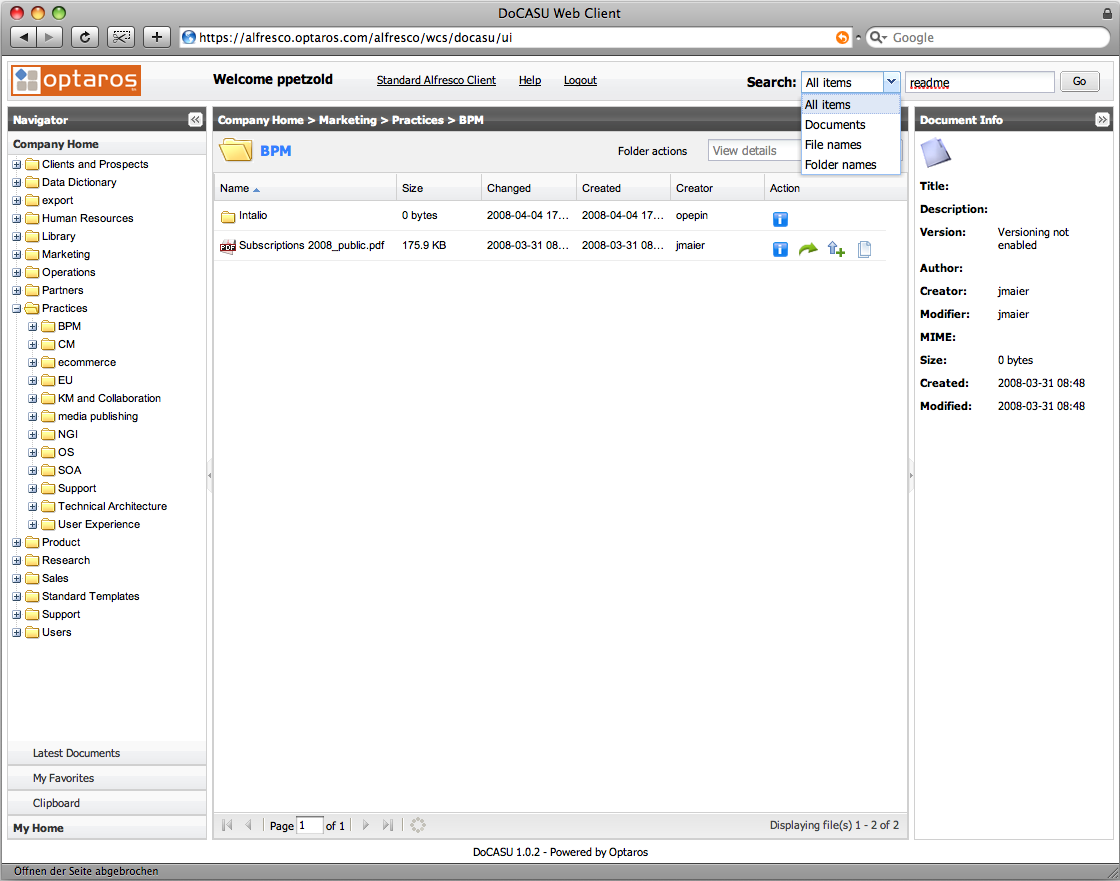 DoCASU Web Client
https://alfresco.optaros.com/alfresco/wcs/docasu/ui
Google
optaros
Welcome ppetzold
Standard Alfresco Client
Help
Logout
Search:
All items
readme
Go
All items
Documents
File names
Folder names
Navigator
Company Home
Clients and Prospects
Data Dictionary
export
Human Resources
Library
Marketing
Operations
Partners
Practices
BPM
CM
ecommerce
EU
KM and Collaboration
media publishing
NGI
OS
SOA
Support
Technical Architecture
User Experience
Product
Research
Sales
Standard Templates
Support
Users
Latest Documents
My Favorites
Clipboard
My Home
Company Home > Marketing > Practices > BPM
BPM
Folder actions
View details
Name Size Changed Created Creator Action
Intalio 0 bytes 2008-04-04 17... 2008-04-04 17... opepin
PDF Subscriptions 2008_public.pdf 175.9 KB 2008-03-31 08... 2008-03-31 08... jmaier
Page 1 of 1
Displaying file(s) 1 - 2 of 2
Document Info
Title:
Description:
Version: Versioning not
enabled
Author:
Creator: jmaier
Modifier: jmaier
MIME:
Size: 0 bytes
Created: 2008-03-31 08:48
Modified: 2008-03-31 08:48
DoCASU 1.0.2 - Powered by Optaros
Öffnen der Seite abgebrochen